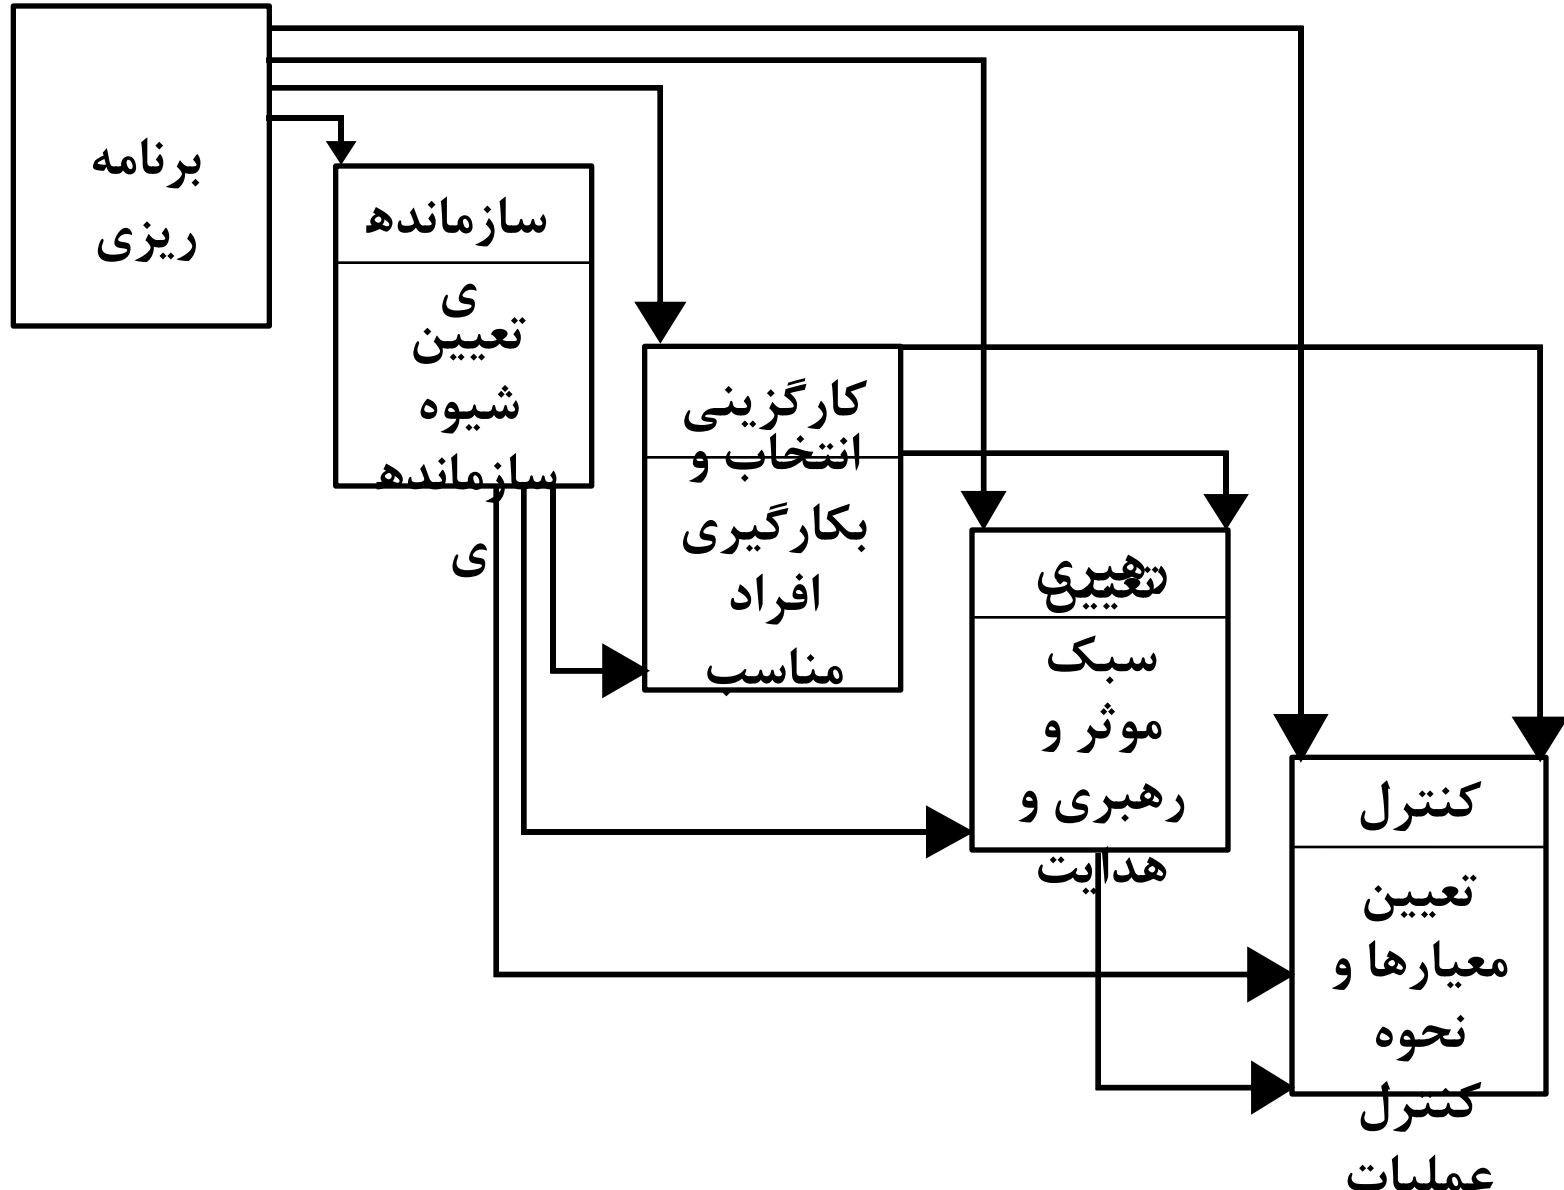 برنامه
ریزی
سازمانده
ی
تعیین
شیوه
سازمانده
ی
کارگزینی
انتخاب و
بکارگیری
افراد
مناسب
رهبری
تعیین
سبک
موثر و
رهبری و
هدایت
کنترل
تعیین
معیارها و
نحوه
کنترل
عملیات